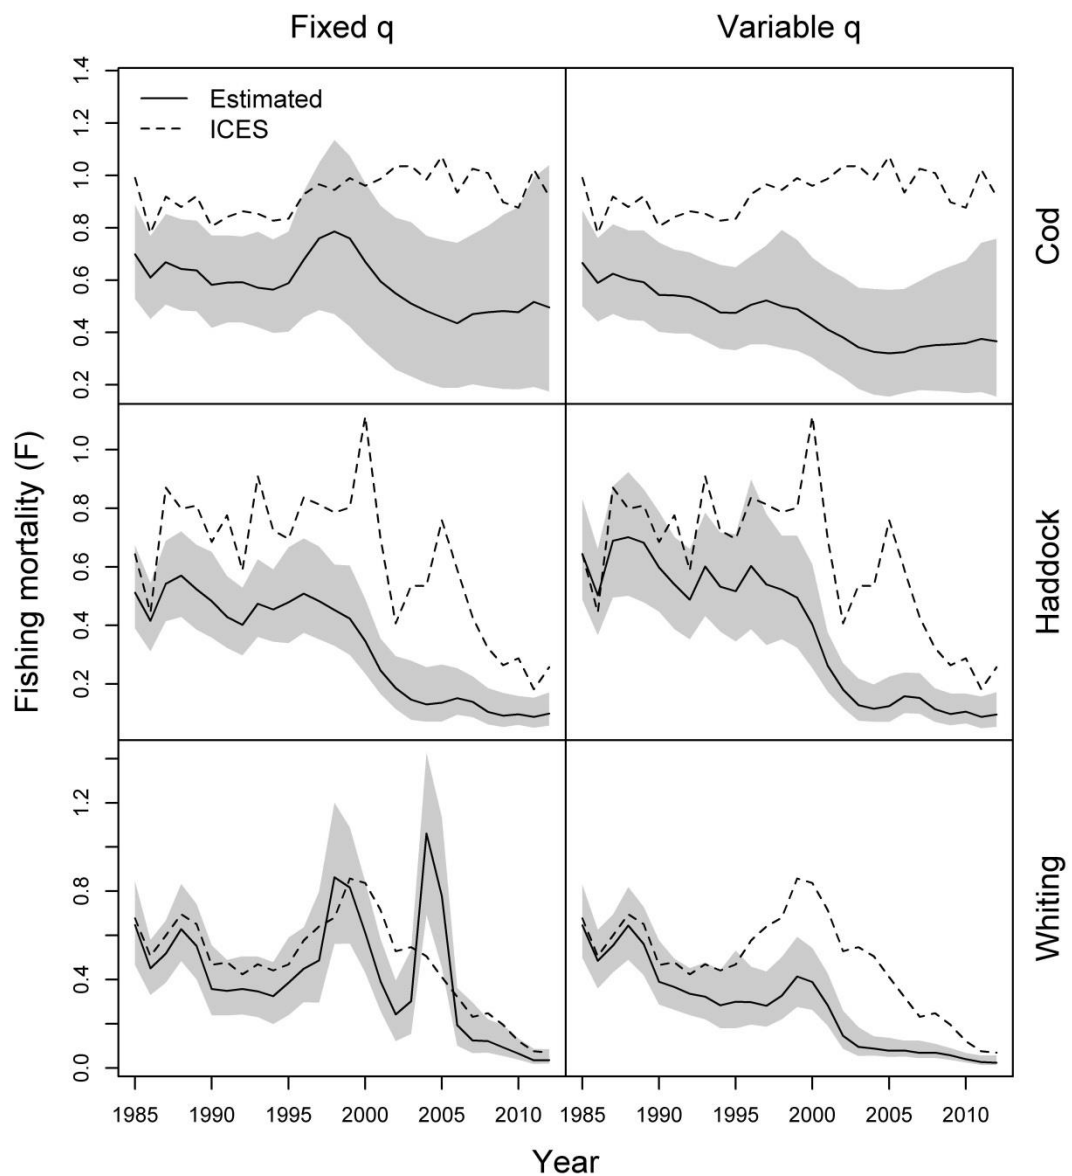 Fixed q Variable q
Estimated
ICES
1.4
1.2
1.0
0.8
0.6
0.4
0.2
Cod
1.0
0.8
0.6
0.4
0.2
Haddock
Fishing mortality (F)
1.2
0.8
0.4
0.0
Whiting
1985 1990 1995 2000 2005 2010 1985 1990 1995 2000 2005 2010
Year